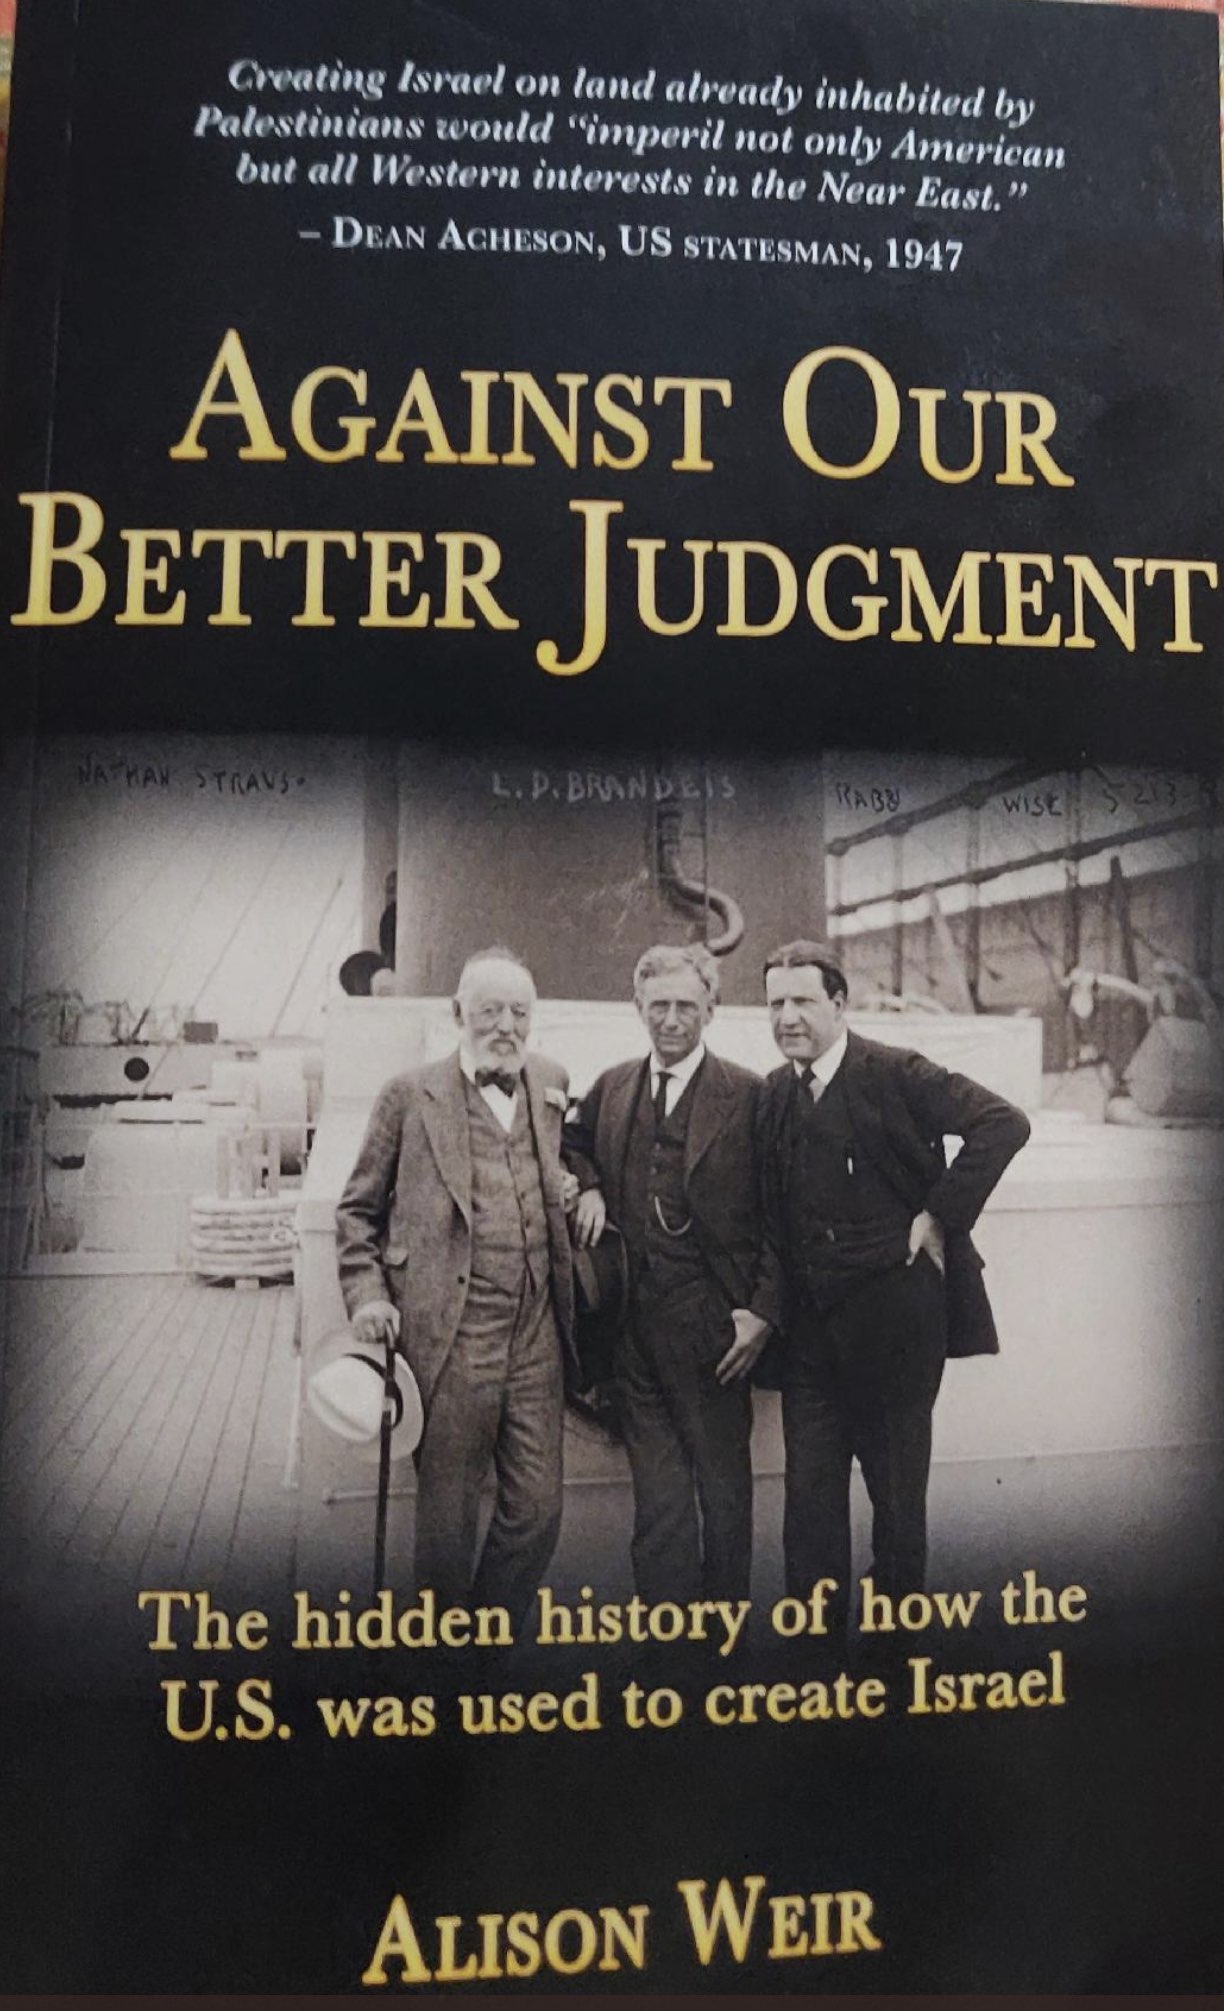 Creating Israel on land already inhabited by
Palestinians would "imperil not only American
but all Western interests in the Near East."
– DEAN ACHESON, US STATESMAN, 1947
AGAINST OUR
BETTER JUDGMENT
NATHAN STRAUS. L. D. BRANDEIS RABBI WISE 5213
The hidden history of how the
U.S. was used to create Israel
ALISON WEIR